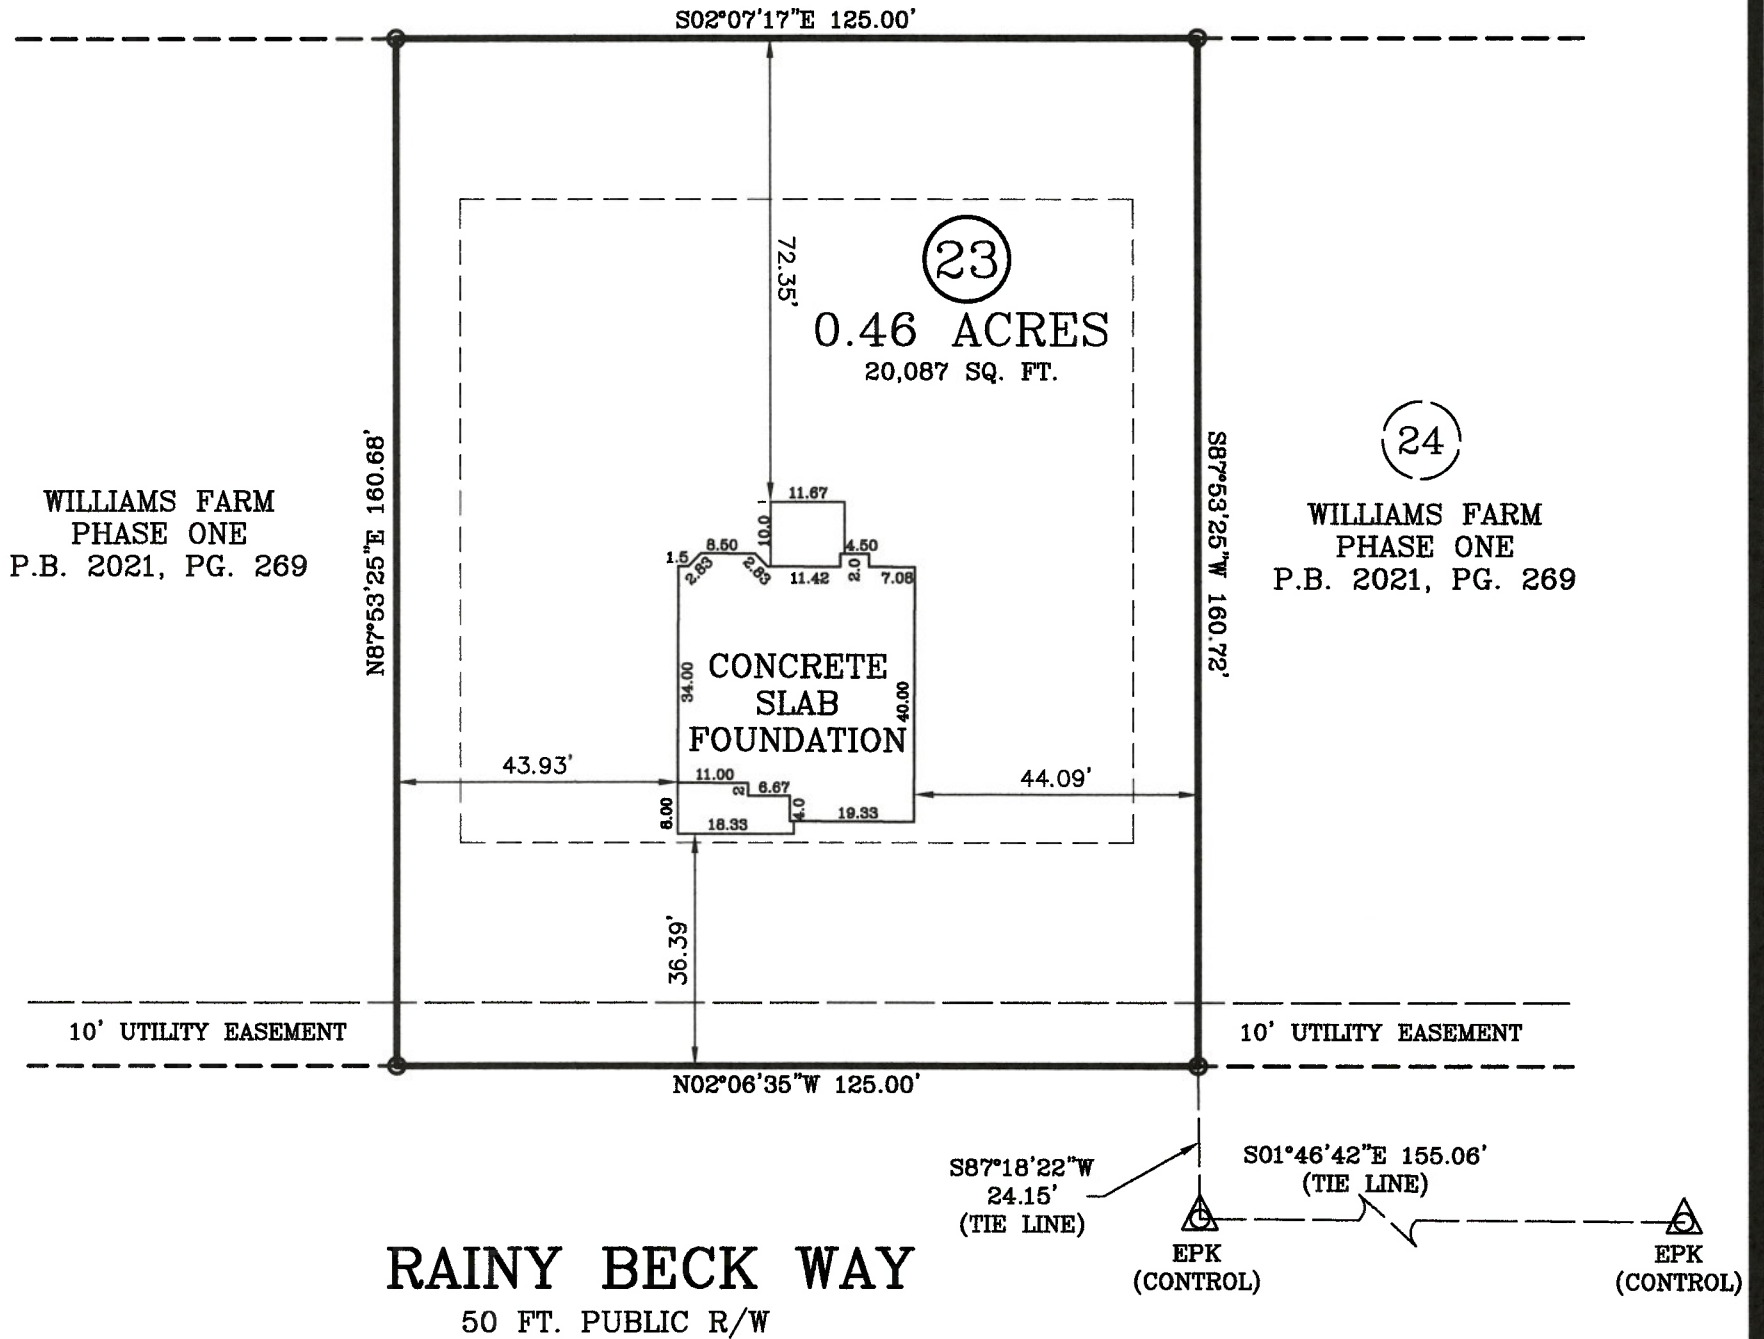 S02°07'17"E 125.00'
72.35'
23
0.46 ACRES
20,087 SQ. FT.
N87°53'25"E 160.68'
S87°53'25"W 160.72'
24
WILLIAMS FARM
PHASE ONE
P.B. 2021, PG. 269
WILLIAMS FARM
PHASE ONE
P.B. 2021, PG. 269
11.67
10.0
8.50
4.50
1.5
2.83
2.83
11.42
2.0
7.08
34.00
CONCRETE
SLAB
FOUNDATION
40.00
43.93'
11.00
2
6.67
44.09'
8.00
4.0
18.33
19.33
36.39'
10' UTILITY EASEMENT
10' UTILITY EASEMENT
N02°06'35"W 125.00'
S87°18'22"W
24.15'
(TIE LINE)
S01°46'42"E 155.06'
(TIE LINE)
EPK
(CONTROL)
EPK
(CONTROL)
RAINY BECK WAY
50 FT. PUBLIC R/W